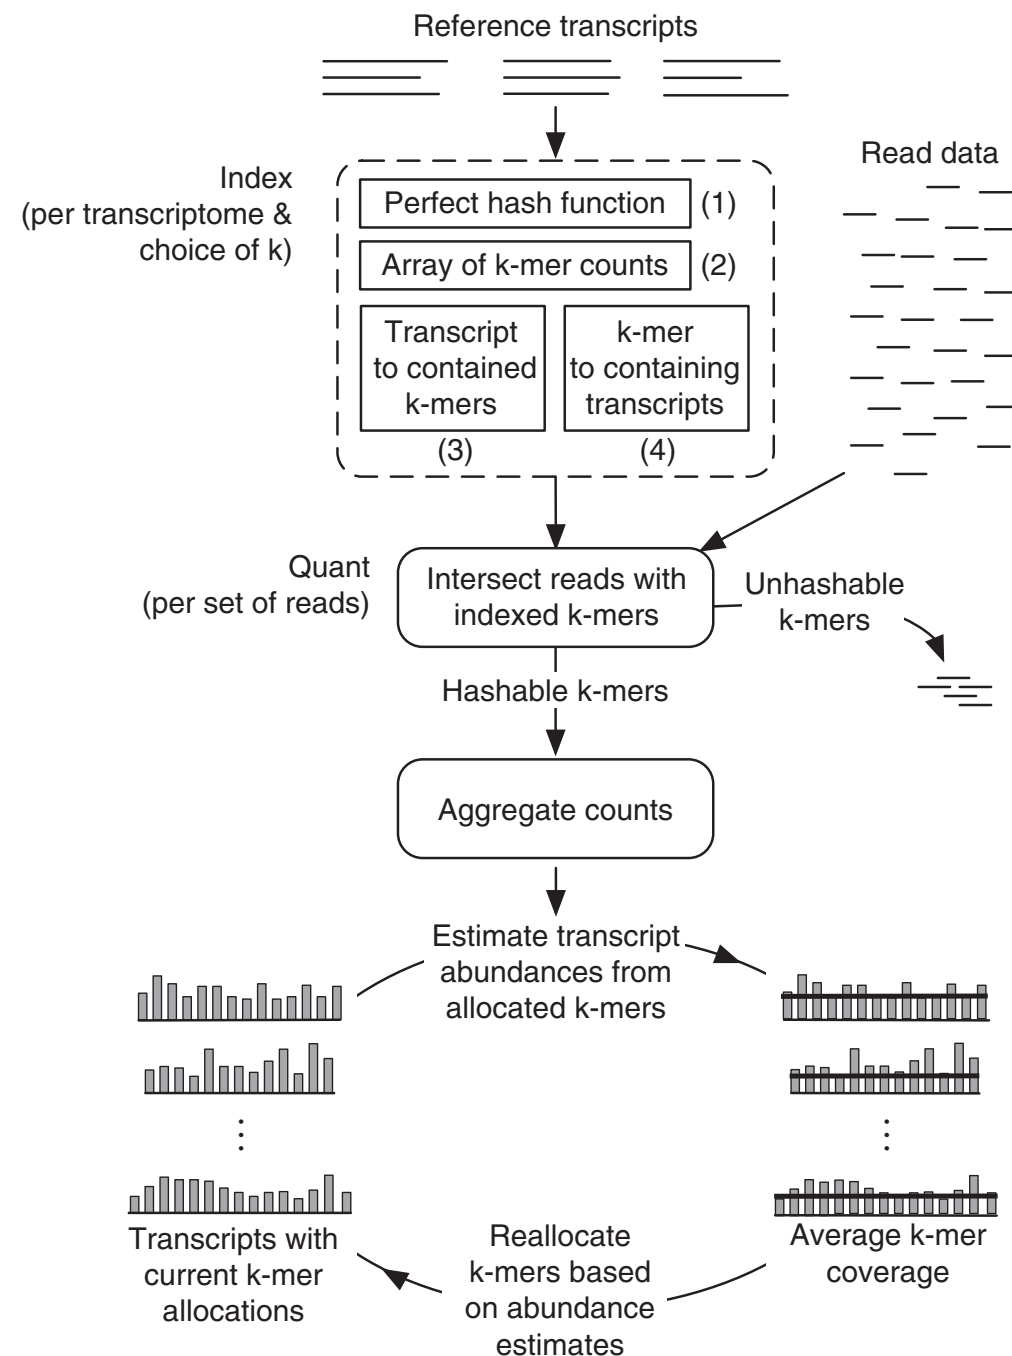 Reference transcripts
Read data
Index
(per transcriptome &
choice of k)
Perfect hash function
(1)
Array of k-mer counts
(2)
Transcript
to contained
k-mers
(3)
k-mer
to containing
transcripts
(4)
Quant
(per set of reads)
Intersect reads with
indexed k-mers
Unhashable
k-mers
Hashable k-mers
Aggregate counts
Estimate transcript
abundances from
allocated k-mers
Transcripts with
current k-mer
allocations
Reallocate
k-mers based
on abundance
estimates
Average k-mer
coverage